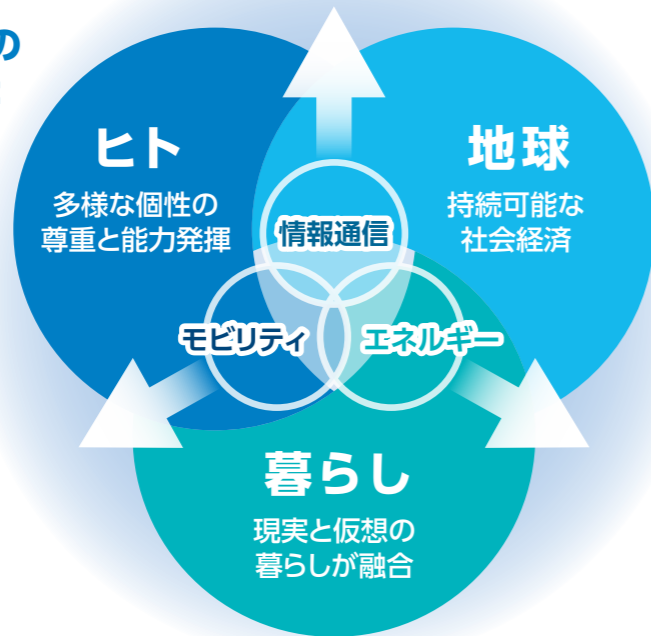 の
ヒト
多様な個性の
尊重と能力発揮
地球
持続可能な
社会経済
情報通信
モビリティ
エネルギー
暮らし
現実と仮想の
暮らしが融合